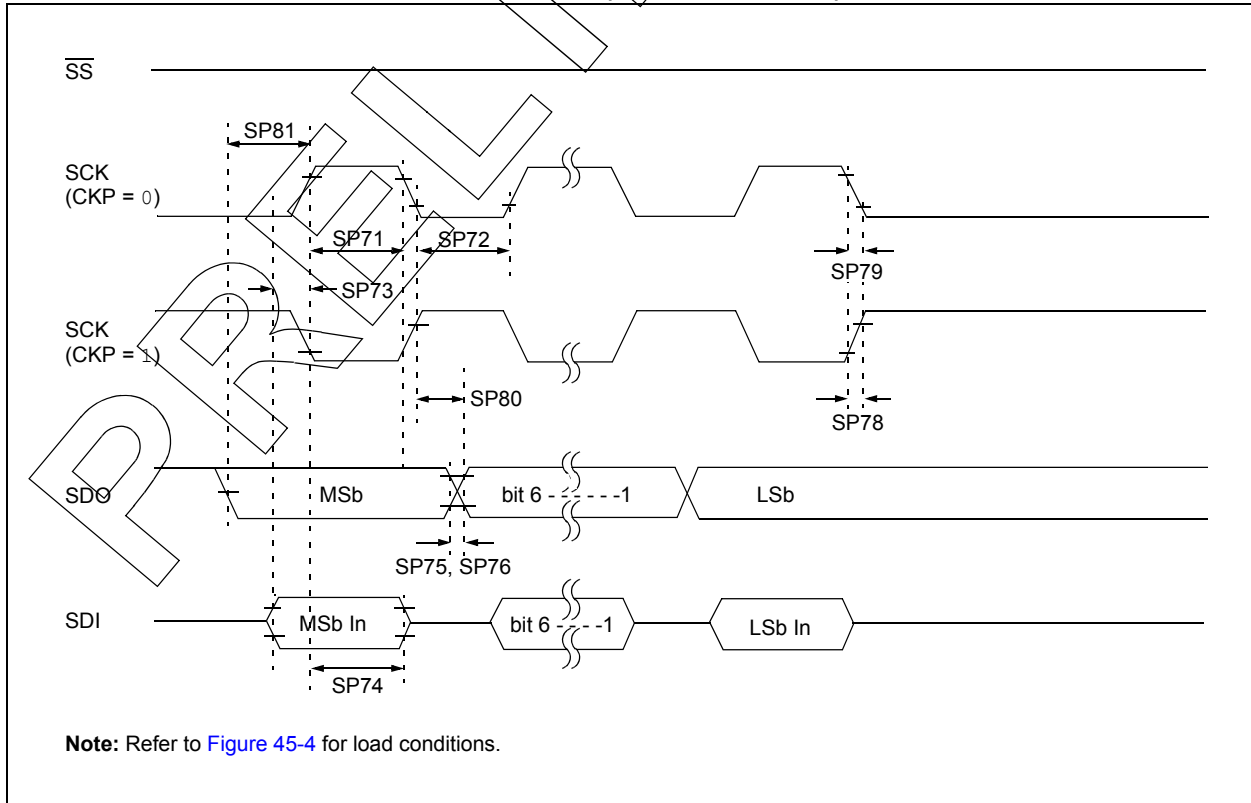 SS
SP81
SCK
(CKP = 0)
SP71 SP72
SP79
SP73
SCK
(CKP = 1)
SP80
SP78
SDO MSb bit 6 - - - - - -1 LSb
SP75, SP76
SDI MSb In bit 6 - - - -1 LSb In
SP74
Note: Refer to Figure 45-4 for load conditions.